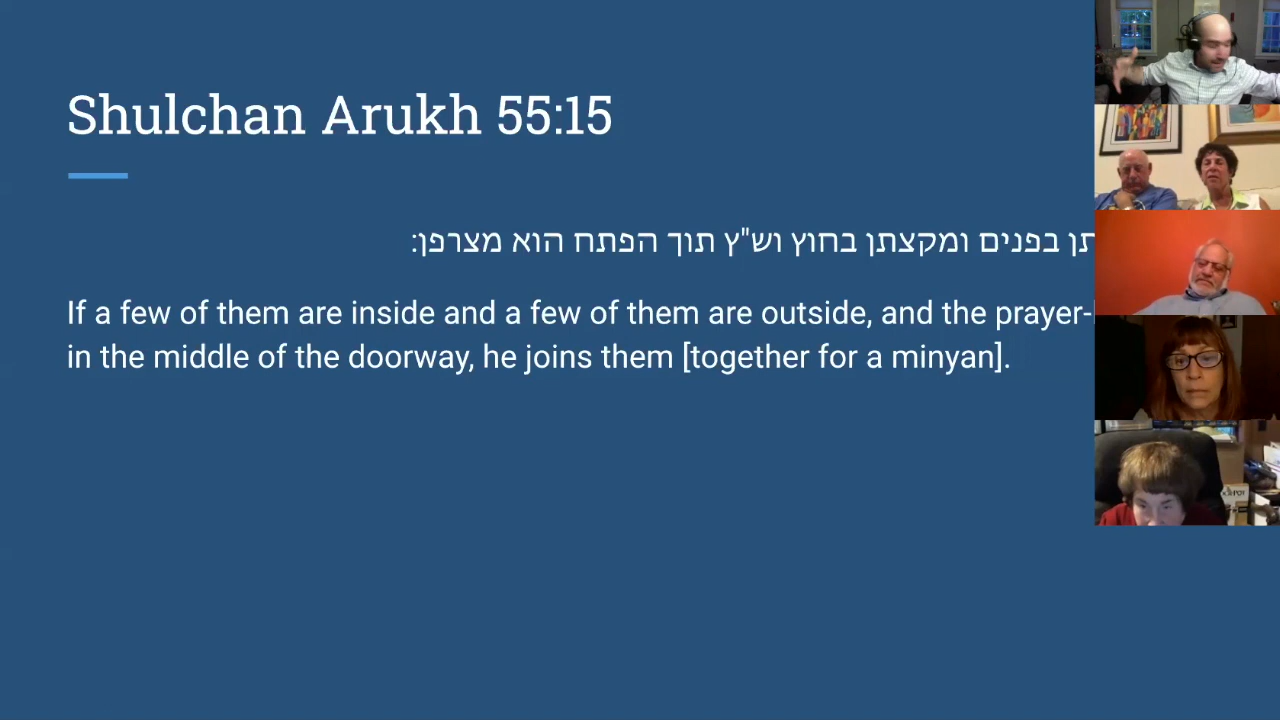 Shulchan Arukh 55:15
בפנים ומקצתן בחוץ וש"ץ תוך הפתח הוא מצרפן:
If a few of them are inside and a few of them are outside, and the prayer-
in the middle of the doorway, he joins them [together for a minyan].